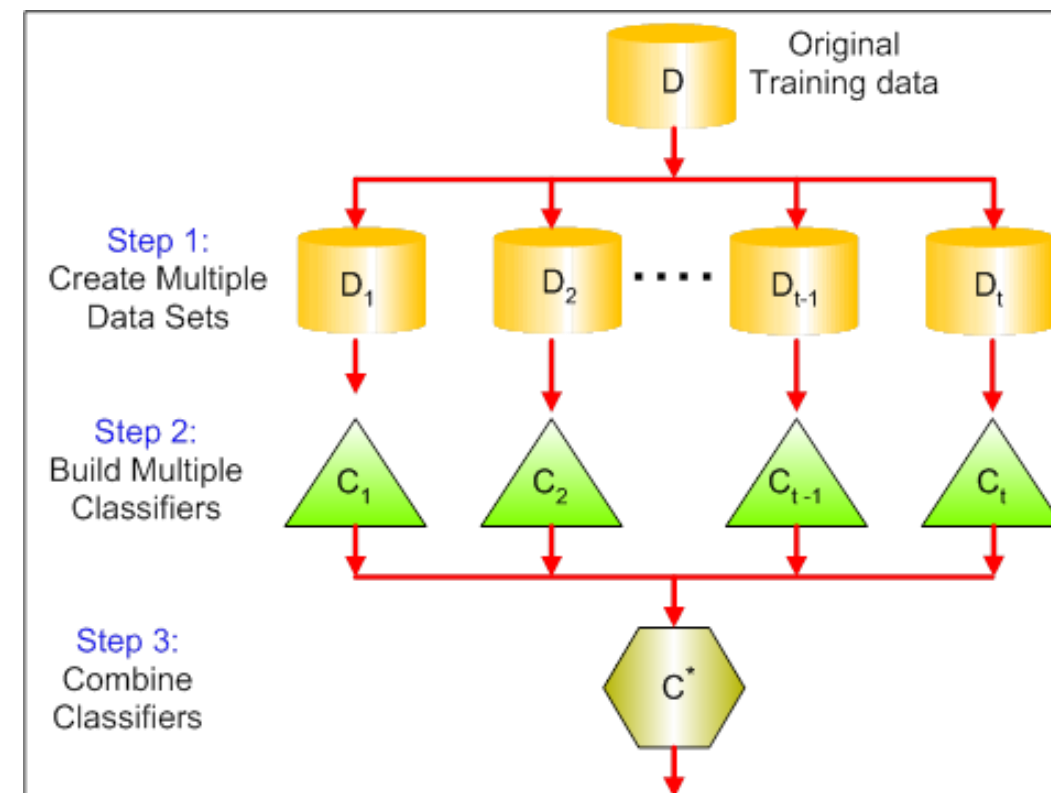 D
Original
Training data
Step 1:
Create Multiple
Data Sets
D₁
D₂
....
Dₜ₋₁
Dₜ
Step 2:
Build Multiple
Classifiers
C₁
C₂
Cₜ₋₁
Cₜ
Step 3:
Combine
Classifiers
C*